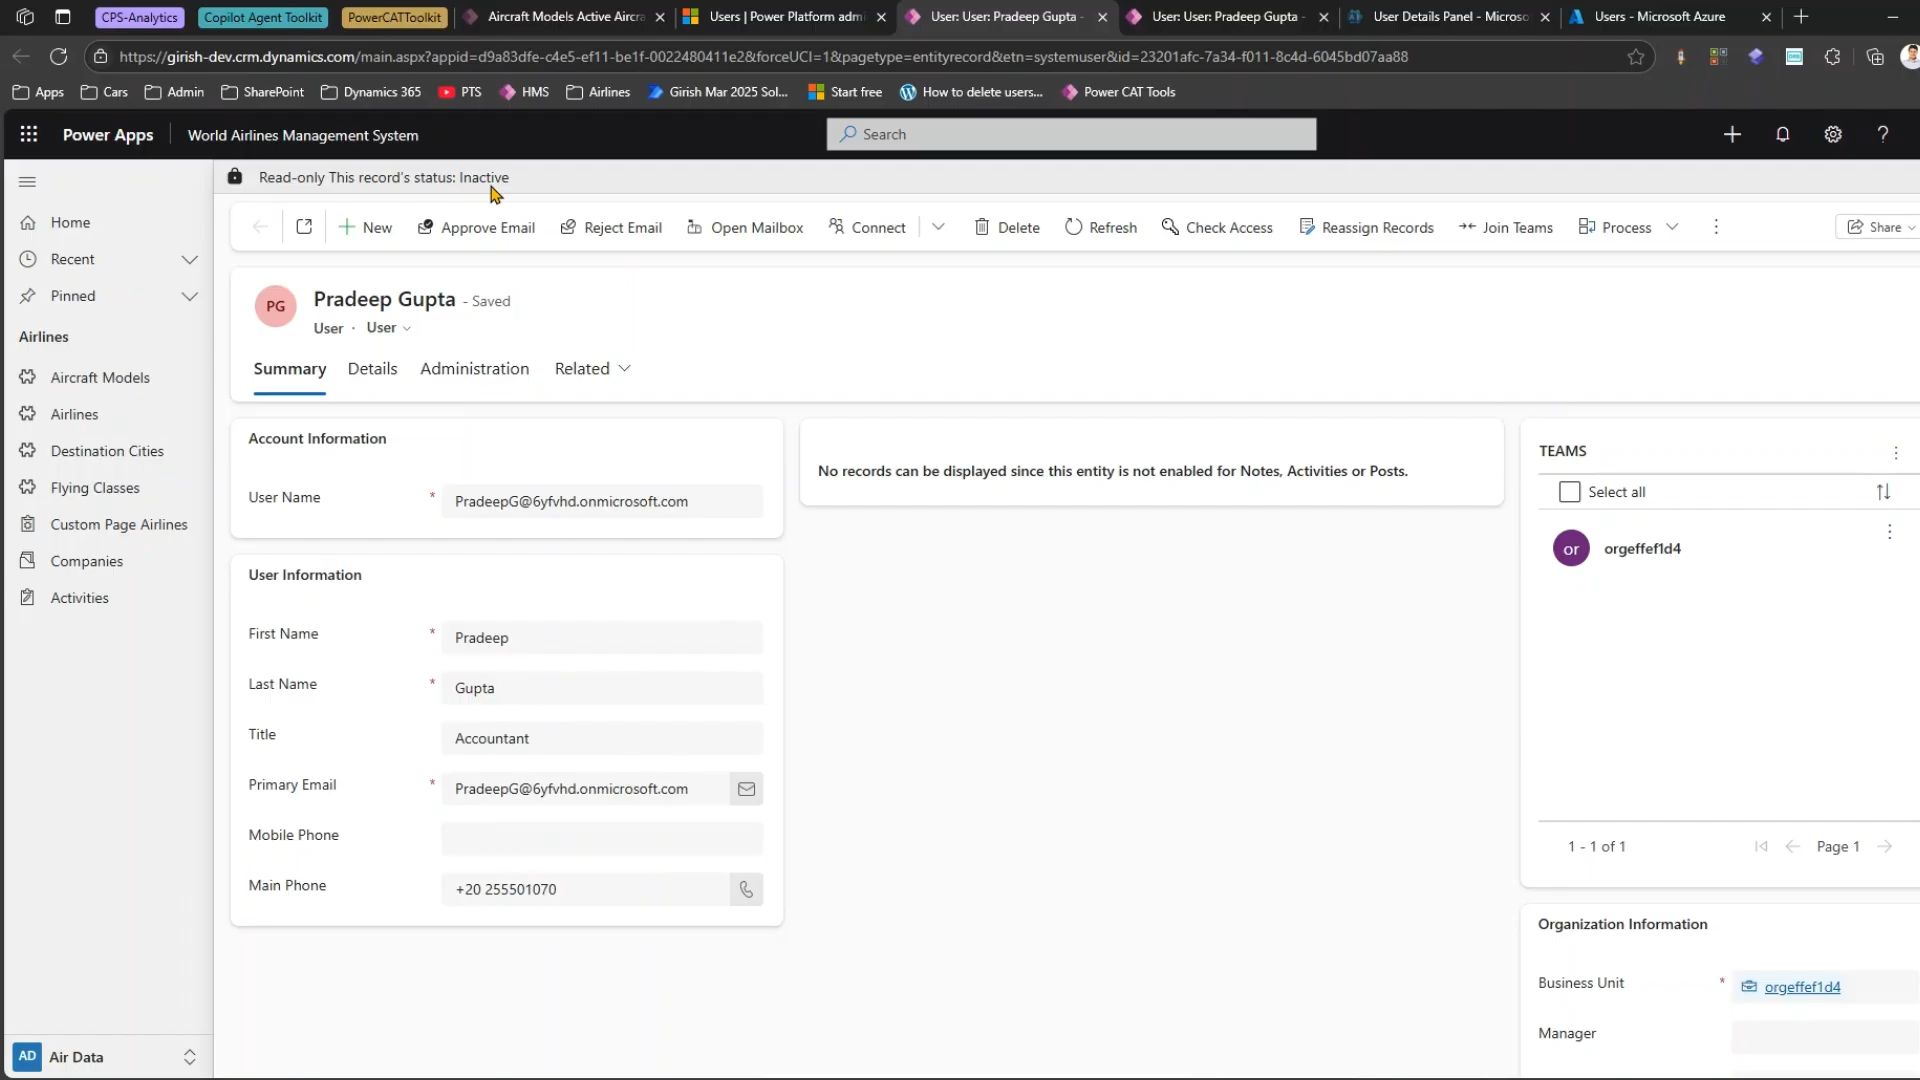 CPS-Analytics
Copilot Agent Toolkit
PowerCATToolkit
Aircraft Models Active Aircra
Users | Power Platform admi
User: User: Pradeep Gupta -
User: User: Pradeep Gupta -
User Details Panel - Microso
Users - Microsoft Azure
https://girish-dev.crm.dynamics.com/main.aspx?appid=d9a83dfe-c4e5-ef11-be1f-0022480411e2&forceUCI=1&pagetype=entityrecord&etn=systemuser&id=23201afc-7a34-f011-8c4d-6045bd07aa88
Apps
Cars
Admin
SharePoint
Dynamics 365
PTS
HMS
Airlines
Girish Mar 2025 Sol...
Start free
How to delete users...
Power CAT Tools
Power Apps
World Airlines Management System
Search
Read-only This record's status: Inactive
Home
Recent
Pinned
Airlines
Aircraft Models
Airlines
Destination Cities
Flying Classes
Custom Page Airlines
Companies
Activities
AD Air Data
New
Approve Email
Reject Email
Open Mailbox
Connect
Delete
Refresh
Check Access
Reassign Records
Join Teams
Process
Share
PG
Pradeep Gupta - Saved
User · User
Summary
Details
Administration
Related
Account Information
User Name * PradeepG@6yfvhd.onmicrosoft.com
User Information
First Name * Pradeep
Last Name * Gupta
Title Accountant
Primary Email * PradeepG@6yfvhd.onmicrosoft.com
Mobile Phone
Main Phone +20 255501070
No records can be displayed since this entity is not enabled for Notes, Activities or Posts.
TEAMS
Select all
or orgeffef1d4
1 - 1 of 1
Page 1
Organization Information
Business Unit * orgeffef1d4
Manager